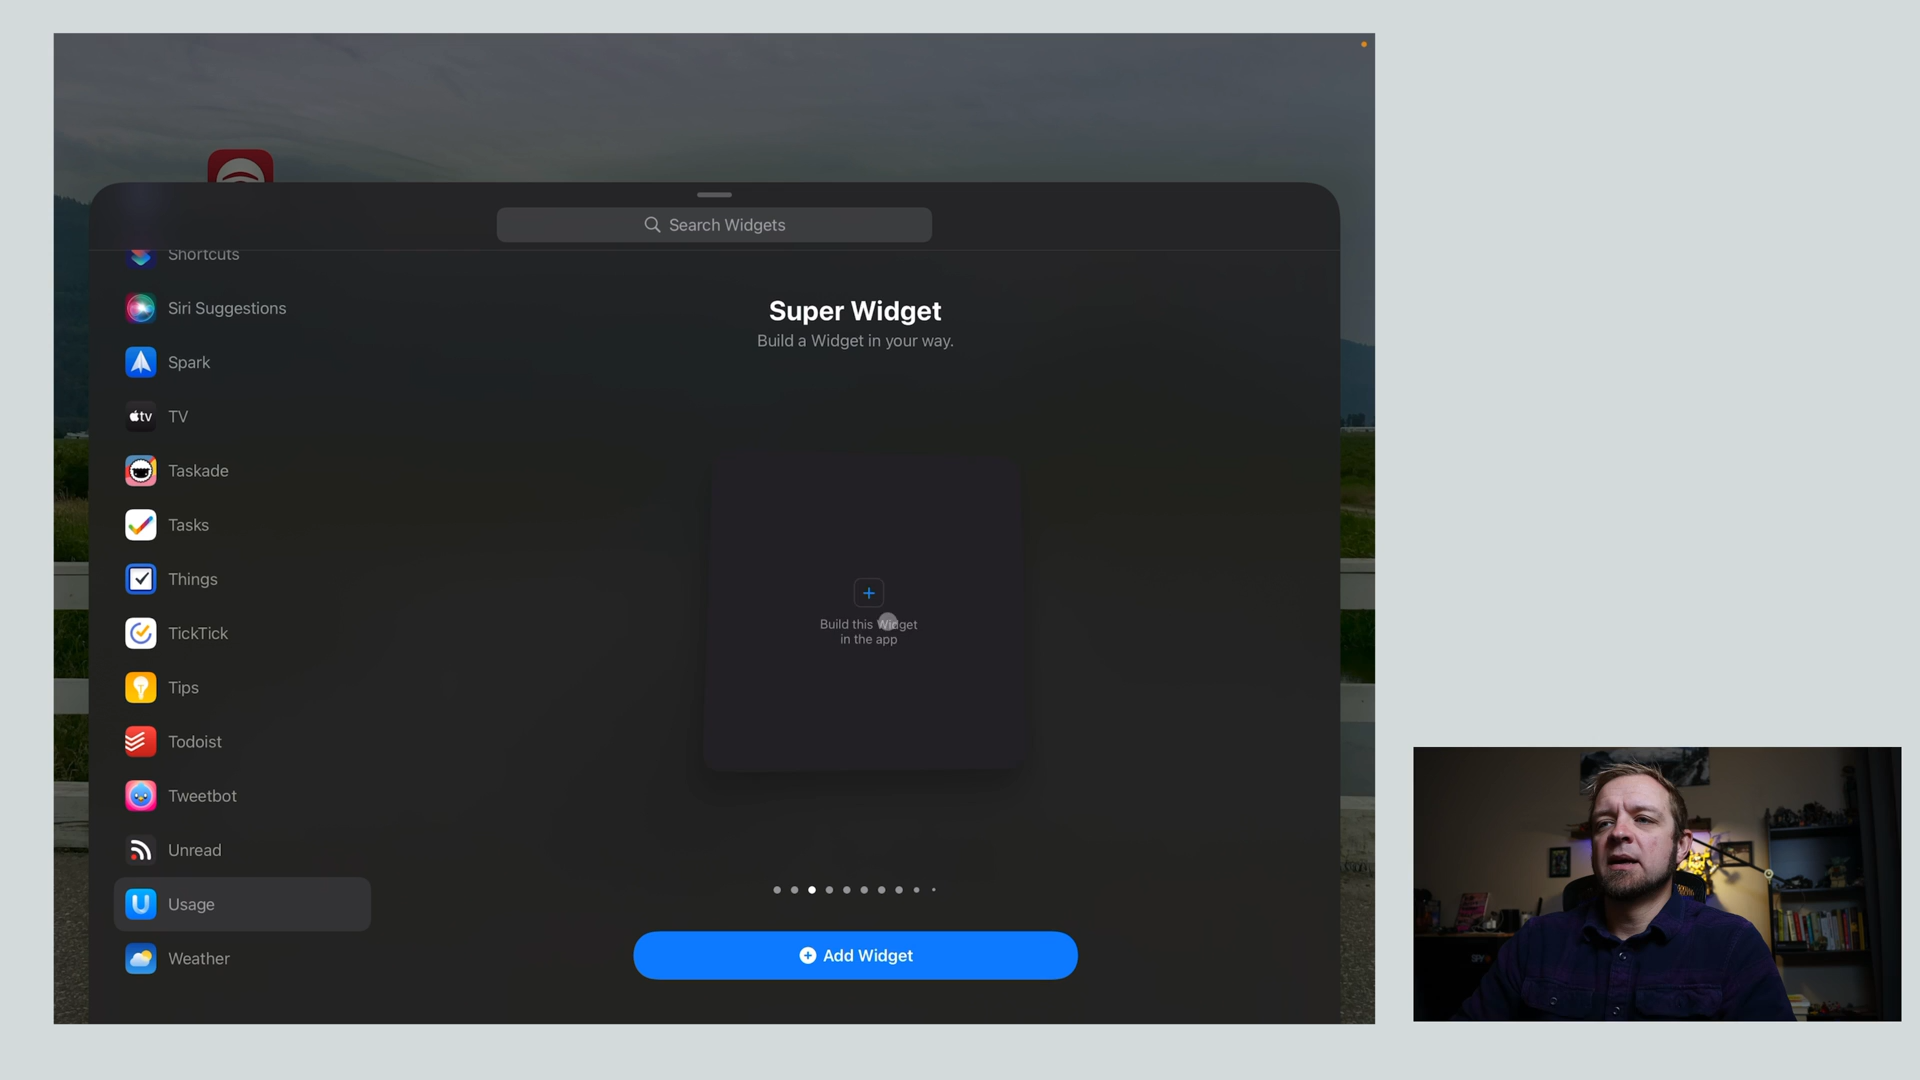 Search Widgets
Shortcuts
Siri Suggestions
Spark
tv TV
Taskade
Tasks
Things
TickTick
Tips
Todoist
Tweetbot
Unread
U Usage
Weather
Super Widget
Build a Widget in your way.
Build this Widget
in the app
Add Widget